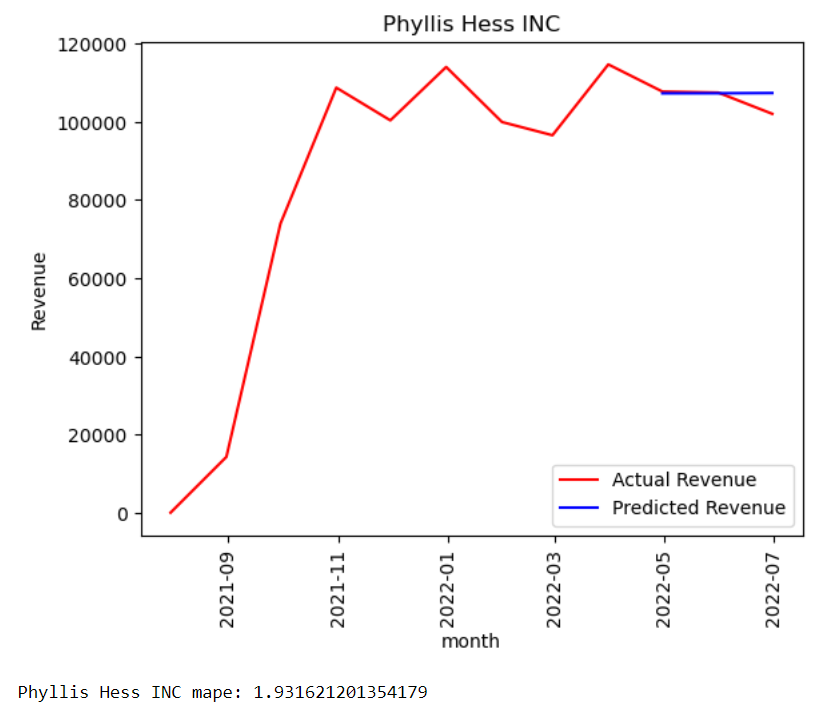 Phyllis Hess INC
120000
100000
80000
60000
40000
20000
0
Revenue
Actual Revenue
Predicted Revenue
2021-09
2021-11
2022-01
2022-03
2022-05
2022-07
month
Phyllis Hess INC mape: 1.931621201354179